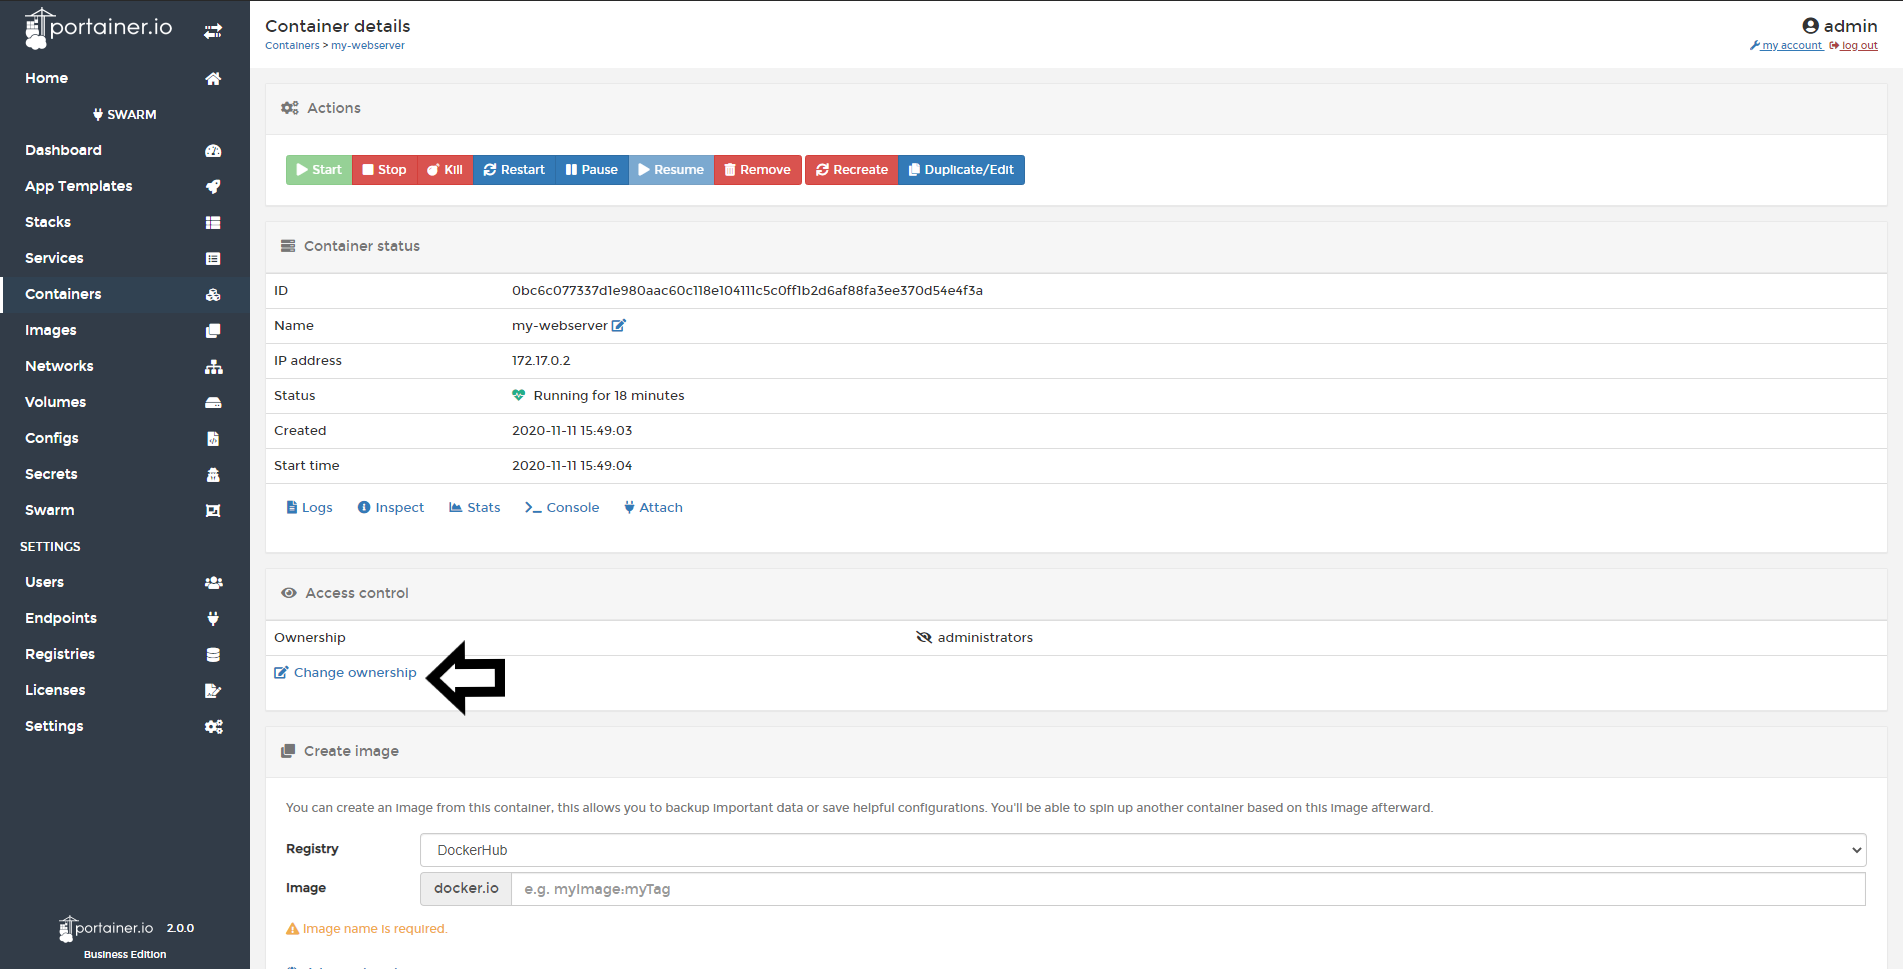 portainer.io
Home
SWARM
Dashboard
App Templates
Stacks
Services
Containers
Images
Networks
Volumes
Configs
Secrets
Swarm
SETTINGS
Users
Endpoints
Registries
Licenses
Settings
portainer.io 2.0.0
Business Edition
Container details
Containers > my-webserver
admin
my account log out
Actions
Start Stop Kill Restart Pause Resume Remove Recreate Duplicate/Edit
Container status
ID 0bc6c077337d1e980aac60c118e104111c5c0ff1b2d6af88fa3ee370d54e4f3a
Name my-webserver
IP address 172.17.0.2
Status Running for 18 minutes
Created 2020-11-11 15:49:03
Start time 2020-11-11 15:49:04
Logs Inspect Stats Console Attach
Access control
Ownership administrators
Change ownership
Create image
You can create an image from this container, this allows you to backup important data or save helpful configurations. You'll be able to spin up another container based on this image afterward.
Registry DockerHub
Image docker.io e.g. myImage:myTag
Image name is required.